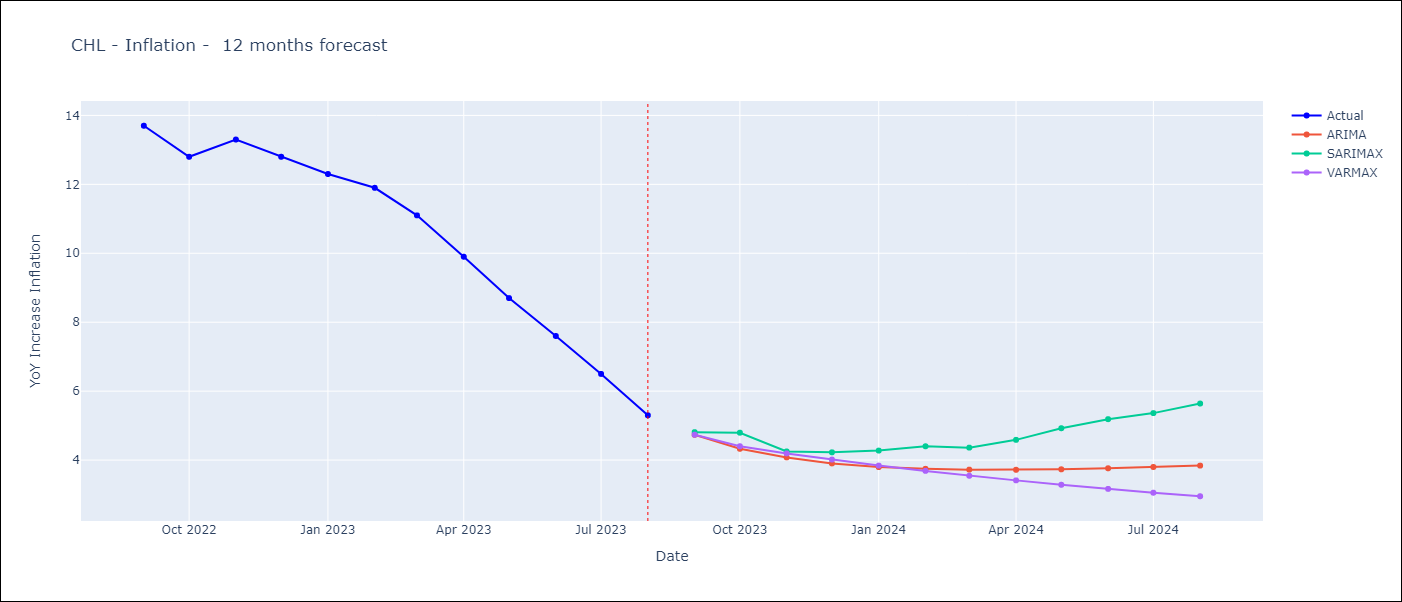 CHL - Inflation -  12 months forecast
14
12
10
8
6
4
YoY Increase Inflation
Oct 2022
Jan 2023
Apr 2023
Jul 2023
Oct 2023
Jan 2024
Apr 2024
Jul 2024
Date
Actual
ARIMA
SARIMAX
VARMAX